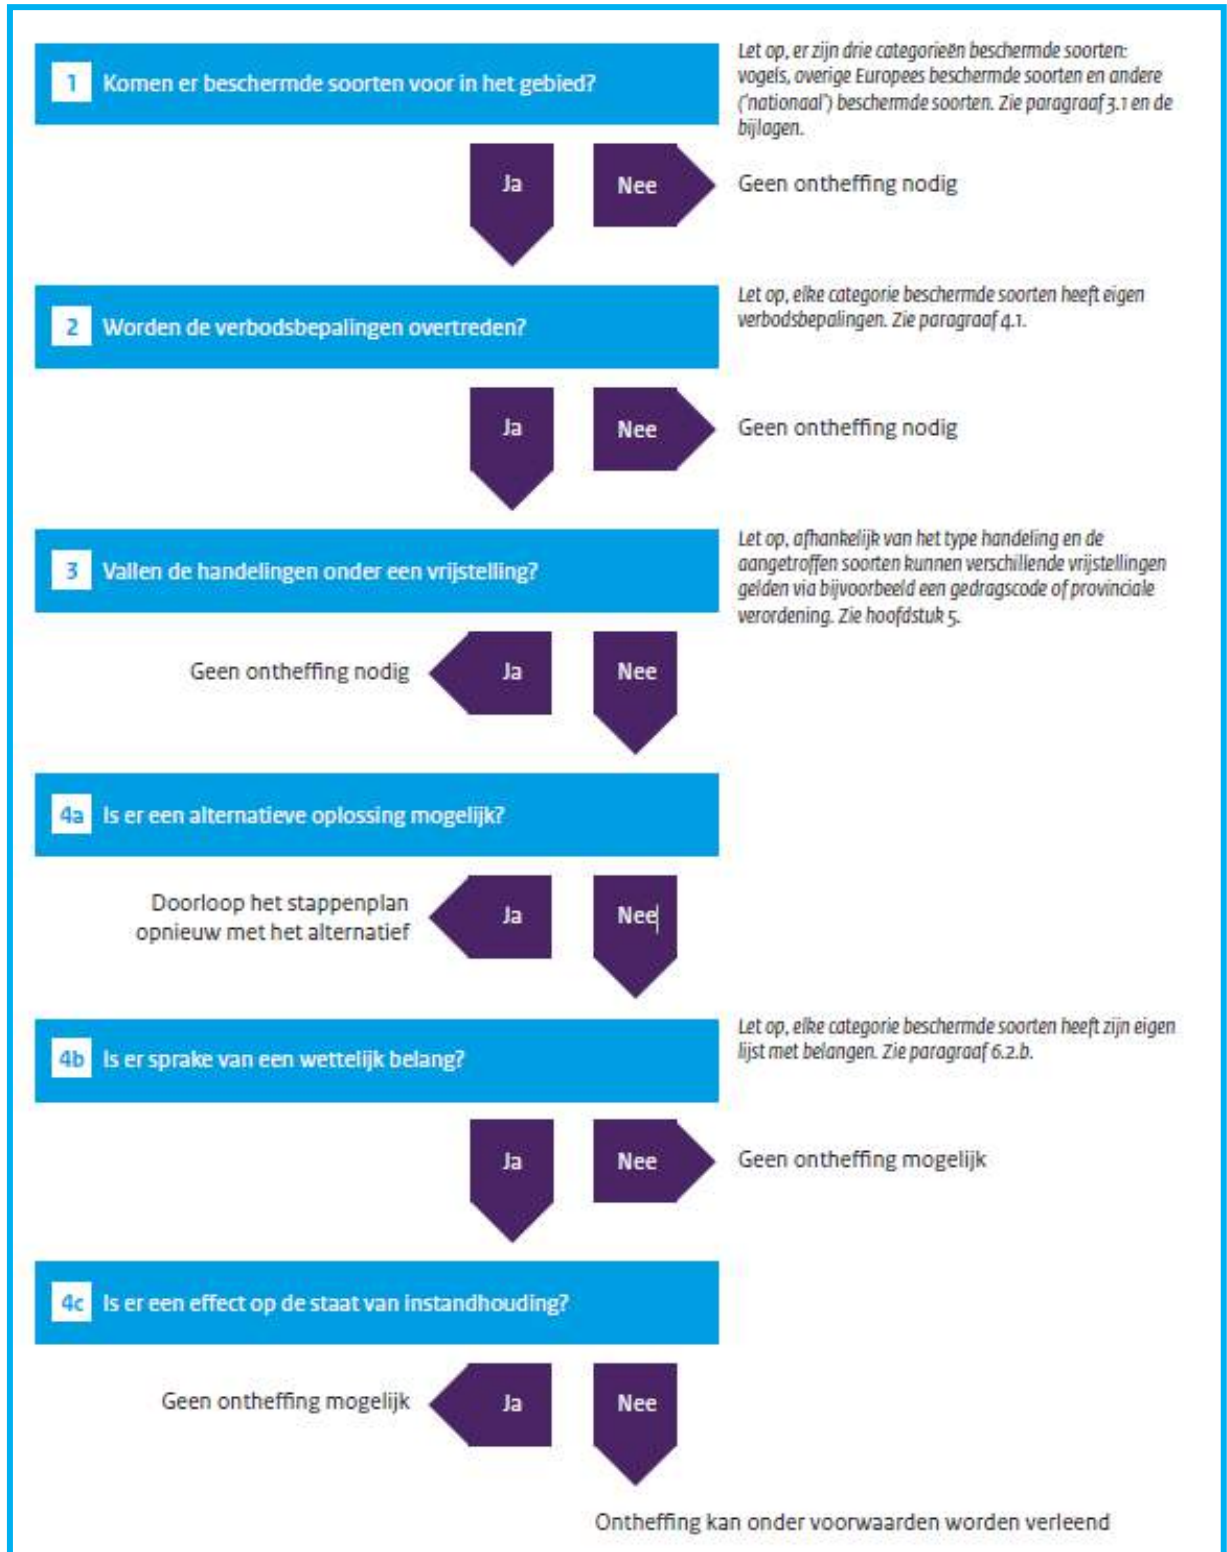 1 Komen er beschermde soorten voor in het gebied?
Let op, er zijn drie categorieën beschermde soorten:
vogels, overige Europees beschermde soorten en andere
('nationaal') beschermde soorten. Zie paragraaf 3.1 en de
bijlagen.
Ja
Nee
Geen ontheffing nodig
2 Worden de verbodsbepalingen overtreden?
Let op, elke categorie beschermde soorten heeft eigen
verbodsbepalingen. Zie paragraaf 4.1.
Ja
Nee
Geen ontheffing nodig
3 Vallen de handelingen onder een vrijstelling?
Let op, afhankelijk van het type handeling en de
aangetroffen soorten kunnen verschillende vrijstellingen
gelden via bijvoorbeeld een gedragscode of provinciale
verordening. Zie hoofdstuk 5.
Geen ontheffing nodig
Ja
Nee
4a Is er een alternatieve oplossing mogelijk?
Doorloop het stappenplan
opnieuw met het alternatief
Ja
Nee
4b Is er sprake van een wettelijk belang?
Let op, elke categorie beschermde soorten heeft zijn eigen
lijst met belangen. Zie paragraaf 6.2.b.
Ja
Nee
Geen ontheffing mogelijk
4c Is er een effect op de staat van instandhouding?
Geen ontheffing mogelijk
Ja
Nee
Ontheffing kan onder voorwaarden worden verleend